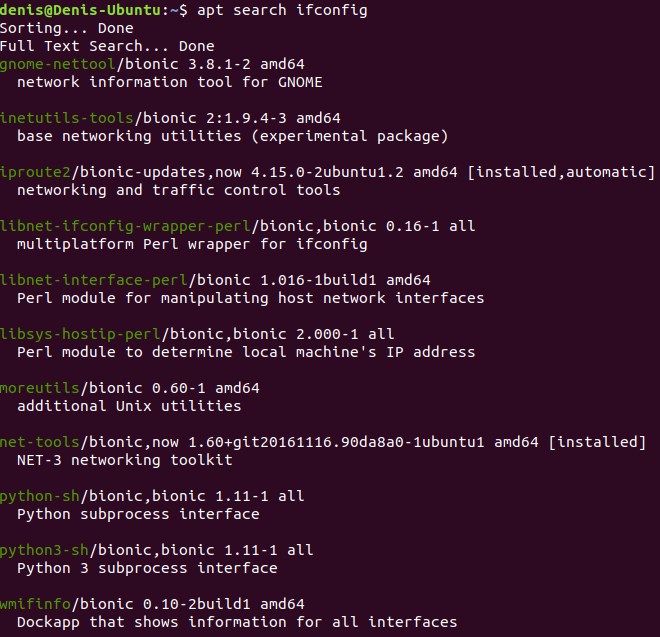 denis@Denis-Ubuntu:~$ apt search ifconfig
Sorting... Done
Full Text Search... Done
gnome-nettool/bionic 3.8.1-2 amd64
  network information tool for GNOME

inetutils-tools/bionic 2:1.9.4-3 amd64
  base networking utilities (experimental package)

iproute2/bionic-updates,now 4.15.0-2ubuntu1.2 amd64 [installed,automatic]
  networking and traffic control tools

libnet-ifconfig-wrapper-perl/bionic,bionic 0.16-1 all
  multiplatform Perl wrapper for ifconfig

libnet-interface-perl/bionic 1.016-1build1 amd64
  Perl module for manipulating host network interfaces

libsys-hostip-perl/bionic,bionic 2.000-1 all
  Perl module to determine local machine's IP address

moreutils/bionic 0.60-1 amd64
  additional Unix utilities

net-tools/bionic,now 1.60+git20161116.90da8a0-1ubuntu1 amd64 [installed]
  NET-3 networking toolkit

python-sh/bionic,bionic 1.11-1 all
  Python subprocess interface

python3-sh/bionic,bionic 1.11-1 all
  Python 3 subprocess interface

wmifinfo/bionic 0.10-2build1 amd64
  Dockapp that shows information for all interfaces